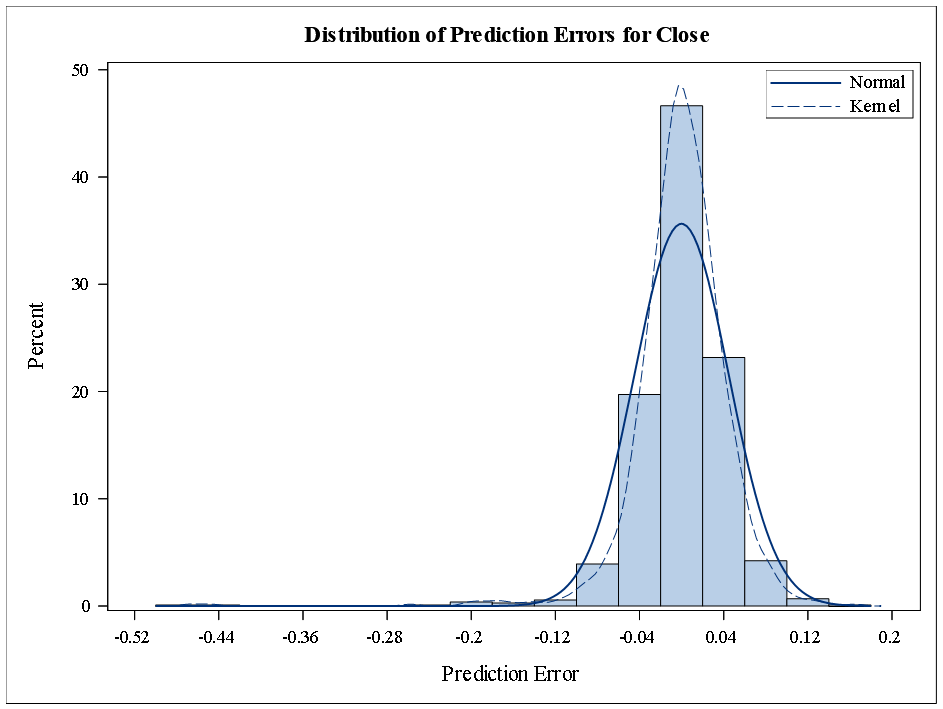 Distribution of Prediction Errors for Close
Normal
Kernel
50
40
30
20
10
0
Percent
-0.52 -0.44 -0.36 -0.28 -0.2 -0.12 -0.04 0.04 0.12 0.2
Prediction Error